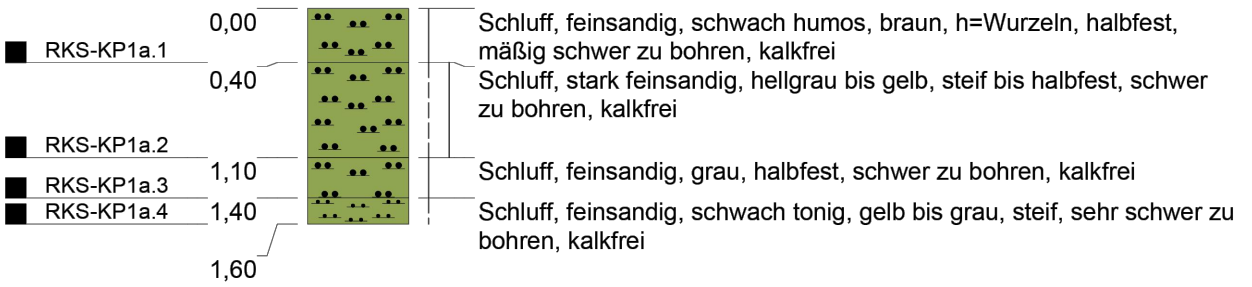 0,00
Schluff, feinsandig, schwach humos, braun, h=Wurzeln, halbfest,
mäßig schwer zu bohren, kalkfrei
RKS-KP1a.1
0,40
Schluff, stark feinsandig, hellgrau bis gelb, steif bis halbfest, schwer
zu bohren, kalkfrei
RKS-KP1a.2
1,10
Schluff, feinsandig, grau, halbfest, schwer zu bohren, kalkfrei
RKS-KP1a.3
RKS-KP1a.4
1,40
Schluff, feinsandig, schwach tonig, gelb bis grau, steif, sehr schwer zu
bohren, kalkfrei
1,60